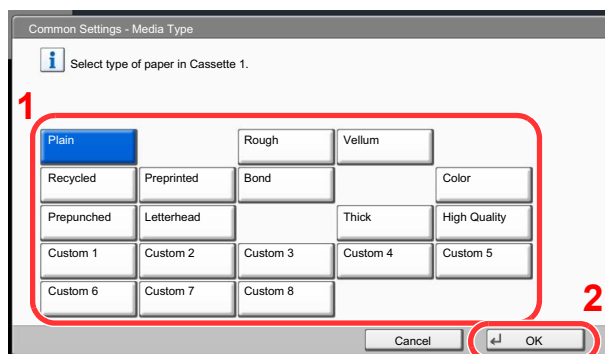 Common Settings - Media Type
i Select type of paper in Cassette 1.
1
Plain Rough Vellum
Recycled Preprinted Bond Color
Prepunched Letterhead Thick High Quality
Custom 1 Custom 2 Custom 3 Custom 4 Custom 5
Custom 6 Custom 7 Custom 8
2
Cancel OK